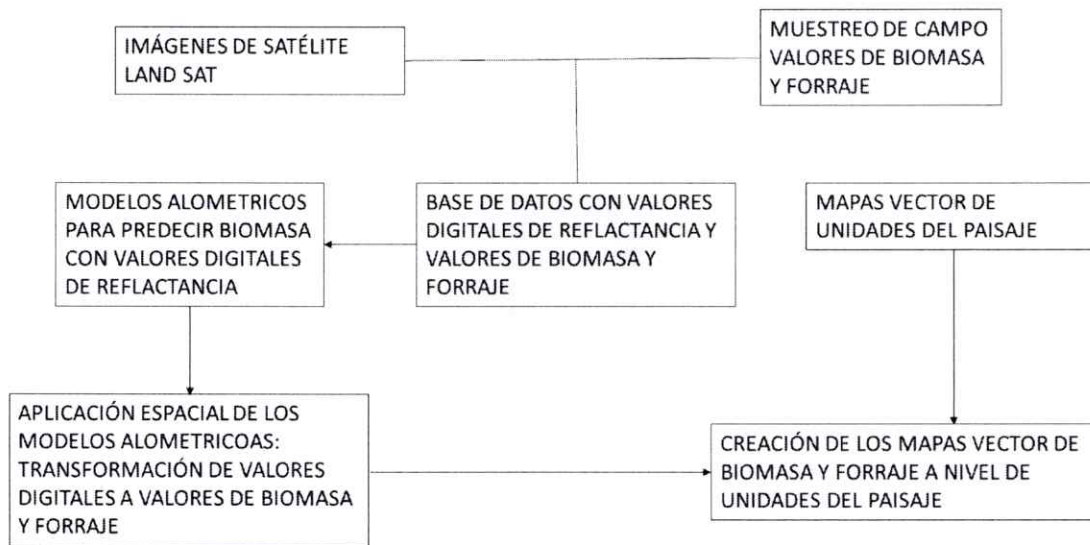 IMÁGENES DE SATÉLITE
LAND SAT
MUESTREO DE CAMPO
VALORES DE BIOMASA
Y FORRAJE
MODELOS ALOMETRICOS
PARA PREDECIR BIOMASA
CON VALORES DIGITALES
DE REFLACTANCIA
BASE DE DATOS CON VALORES
DIGITALES DE REFLACTANCIA Y
VALORES DE BIOMASA Y
FORRAJE
MAPAS VECTOR DE
UNIDADES DEL PAISAJE
APLICACIÓN ESPACIAL DE LOS
MODELOS ALOMETRICOAS:
TRANSFORMACIÓN DE VALORES
DIGITALES A VALORES DE BIOMASA
Y FORRAJE
CREACIÓN DE LOS MAPAS VECTOR DE
BIOMASA Y FORRAJE A NIVEL DE
UNIDADES DEL PAISAJE